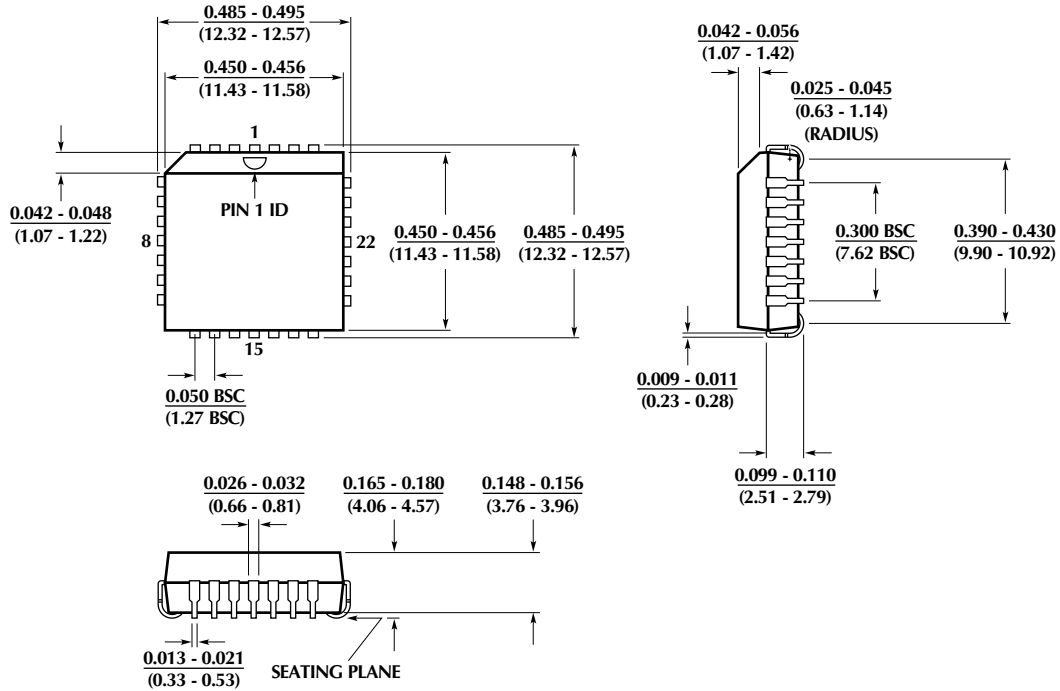 0.485 - 0.495
(12.32 - 12.57)
0.450 - 0.456
(11.43 - 11.58)
1
0.042 - 0.048
(1.07 - 1.22)
PIN 1 ID
8
22
0.450 - 0.456
(11.43 - 11.58)
0.485 - 0.495
(12.32 - 12.57)
15
0.050 BSC
(1.27 BSC)
0.042 - 0.056
(1.07 - 1.42)
0.025 - 0.045
(0.63 - 1.14)
(RADIUS)
0.300 BSC
(7.62 BSC)
0.390 - 0.430
(9.90 - 10.92)
0.009 - 0.011
(0.23 - 0.28)
0.099 - 0.110
(2.51 - 2.79)
0.026 - 0.032
(0.66 - 0.81)
0.165 - 0.180
(4.06 - 4.57)
0.148 - 0.156
(3.76 - 3.96)
0.013 - 0.021
(0.33 - 0.53)
SEATING PLANE